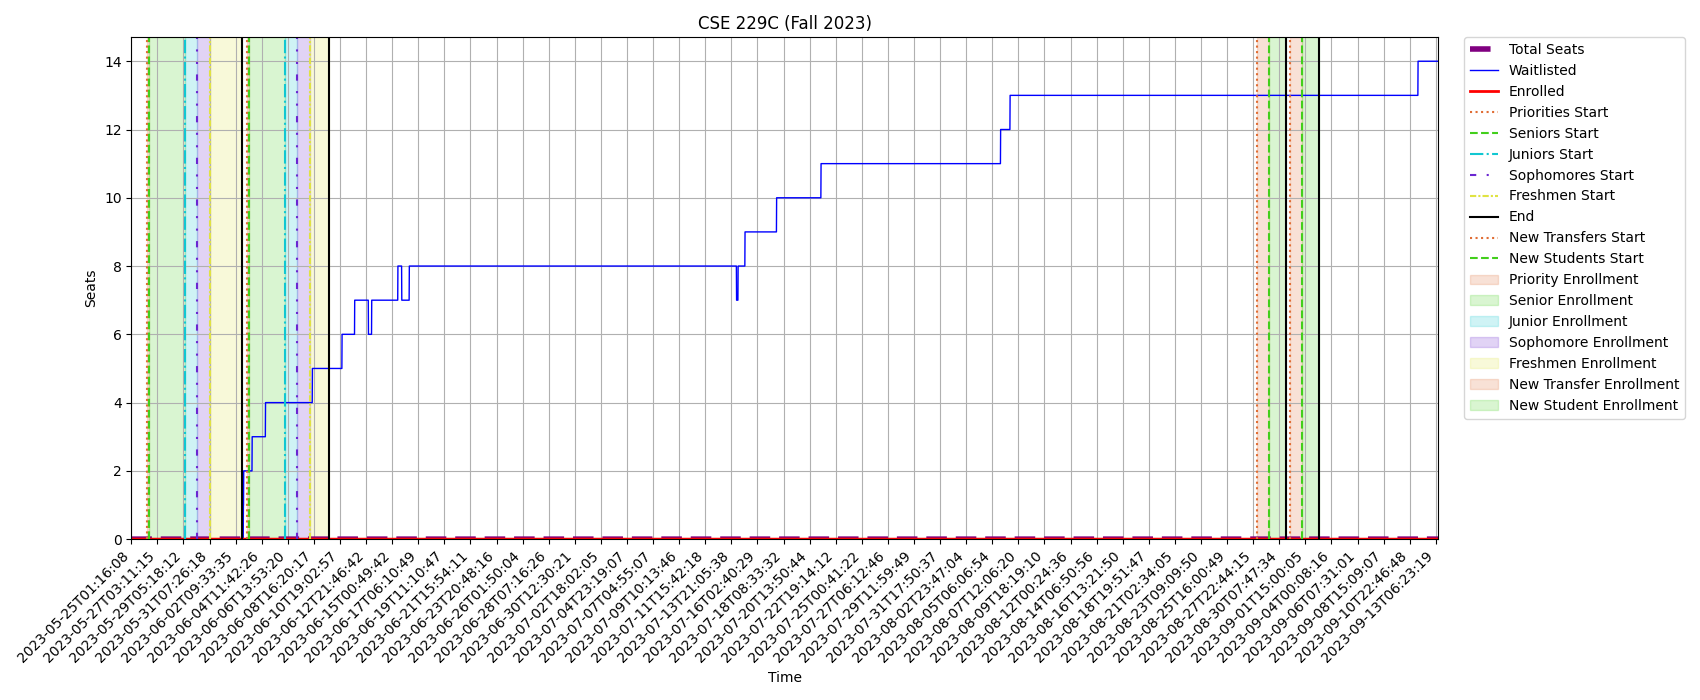 CSE 229C (Fall 2023)
Seats
14
12
10
8
6
4
2
0
2023-05-25T01:16:08
2023-05-27T03:11:15
2023-05-29T05:18:12
2023-05-31T07:26:18
2023-06-02T09:33:35
2023-06-04T11:42:26
2023-06-06T13:53:20
2023-06-08T16:20:17
2023-06-10T19:02:57
2023-06-12T21:46:42
2023-06-15T00:49:42
2023-06-17T06:10:49
2023-06-19T11:10:47
2023-06-21T15:54:11
2023-06-23T20:48:16
2023-06-26T01:50:04
2023-06-28T07:16:26
2023-06-30T12:30:21
2023-07-02T18:02:05
2023-07-04T23:19:07
2023-07-07T04:55:07
2023-07-09T10:13:46
2023-07-11T15:42:18
2023-07-13T21:05:38
2023-07-16T02:40:29
2023-07-18T08:33:32
2023-07-20T13:50:44
2023-07-22T19:14:12
2023-07-25T00:41:22
2023-07-27T06:12:46
2023-07-29T11:59:49
2023-07-31T17:50:37
2023-08-02T23:47:04
2023-08-05T06:06:54
2023-08-07T12:06:20
2023-08-09T18:19:10
2023-08-12T00:24:36
2023-08-14T06:50:56
2023-08-16T13:21:50
2023-08-18T19:51:47
2023-08-21T02:34:05
2023-08-23T09:09:50
2023-08-25T16:00:49
2023-08-27T22:44:15
2023-08-30T07:47:34
2023-09-01T15:00:05
2023-09-04T00:08:16
2023-09-06T07:31:01
2023-09-08T15:09:07
2023-09-10T22:46:48
2023-09-13T06:23:19
Time
Total Seats
Waitlisted
Enrolled
Priorities Start
Seniors Start
Juniors Start
Sophomores Start
Freshmen Start
End
New Transfers Start
New Students Start
Priority Enrollment
Senior Enrollment
Junior Enrollment
Sophomore Enrollment
Freshmen Enrollment
New Transfer Enrollment
New Student Enrollment